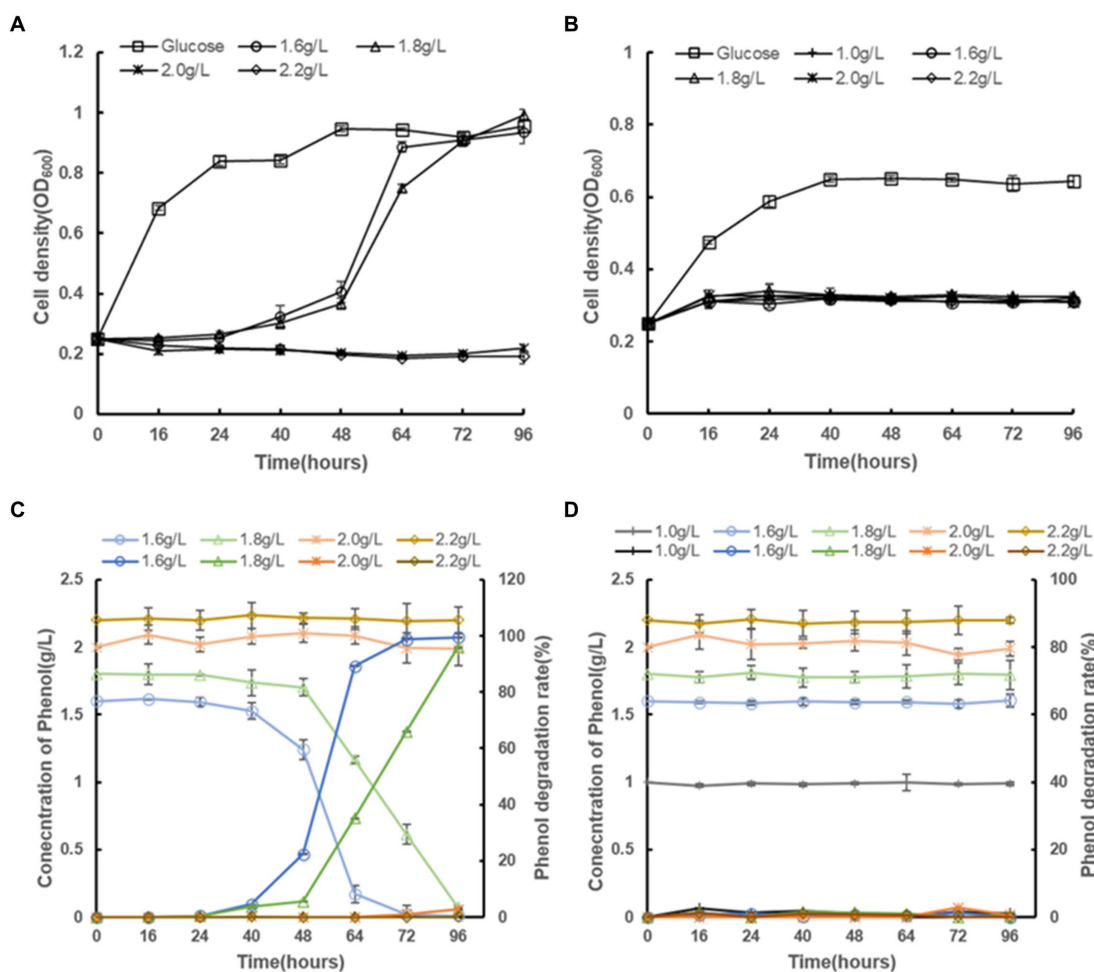 A
Glucose 1.6g/L 1.8g/L
2.0g/L 2.2g/L
1.2
1
0.8
0.6
0.4
0.2
0
Cell density(OD600)
0 16 24 40 48 64 72 96
Time(hours)
B
Glucose 1.0g/L 1.6g/L
1.8g/L 2.0g/L 2.2g/L
1
0.8
0.6
0.4
0.2
0
Cell density(OD600)
0 16 24 40 48 64 72 96
Time(hours)
C
1.6g/L 1.8g/L 2.0g/L 2.2g/L
1.6g/L 1.8g/L 2.0g/L 2.2g/L
2.5
2
1.5
1
0.5
0
Conecntration of Phenol(g/L)
120
100
80
60
40
20
0
Phenol degradation rate(%)
0 16 24 40 48 64 72 96
Time(hours)
D
1.0g/L 1.6g/L 1.8g/L 2.0g/L 2.2g/L
1.0g/L 1.6g/L 1.8g/L 2.0g/L 2.2g/L
2.5
2
1.5
1
0.5
0
Conecntration of Phenol(g/L)
100
80
60
40
20
0
Phenol degradation rate(%)
0 16 24 40 48 64 72 96
Time(hours)